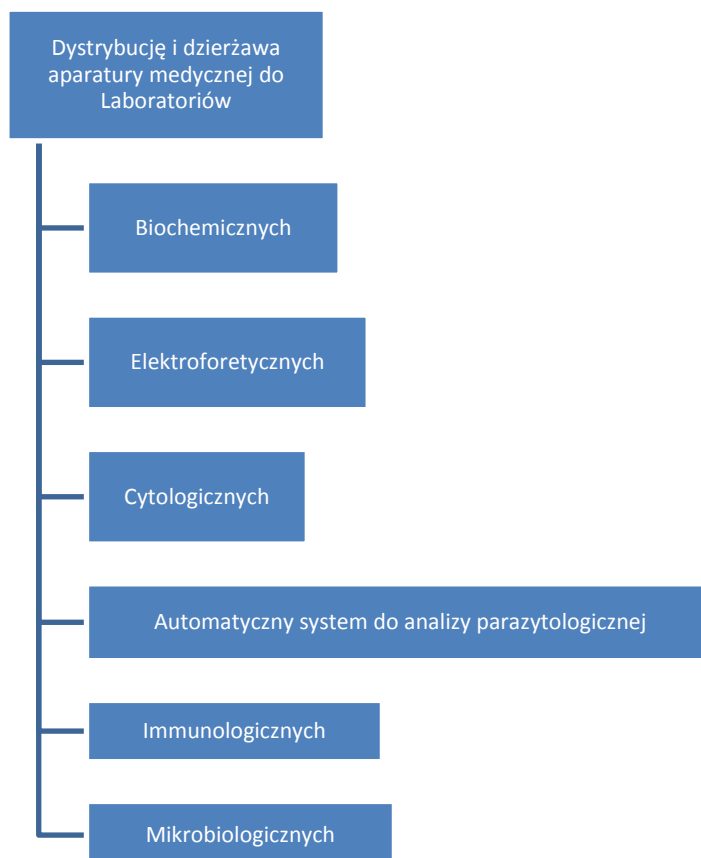 Dystrybucję i dzierżawa
aparatury medycznej do
Laboratoriów
Biochemicznych
Elektroforetycznych
Cytologicznych
Automatyczny system do analizy parazytologicznej
Immunologicznych
Mikrobiologicznych